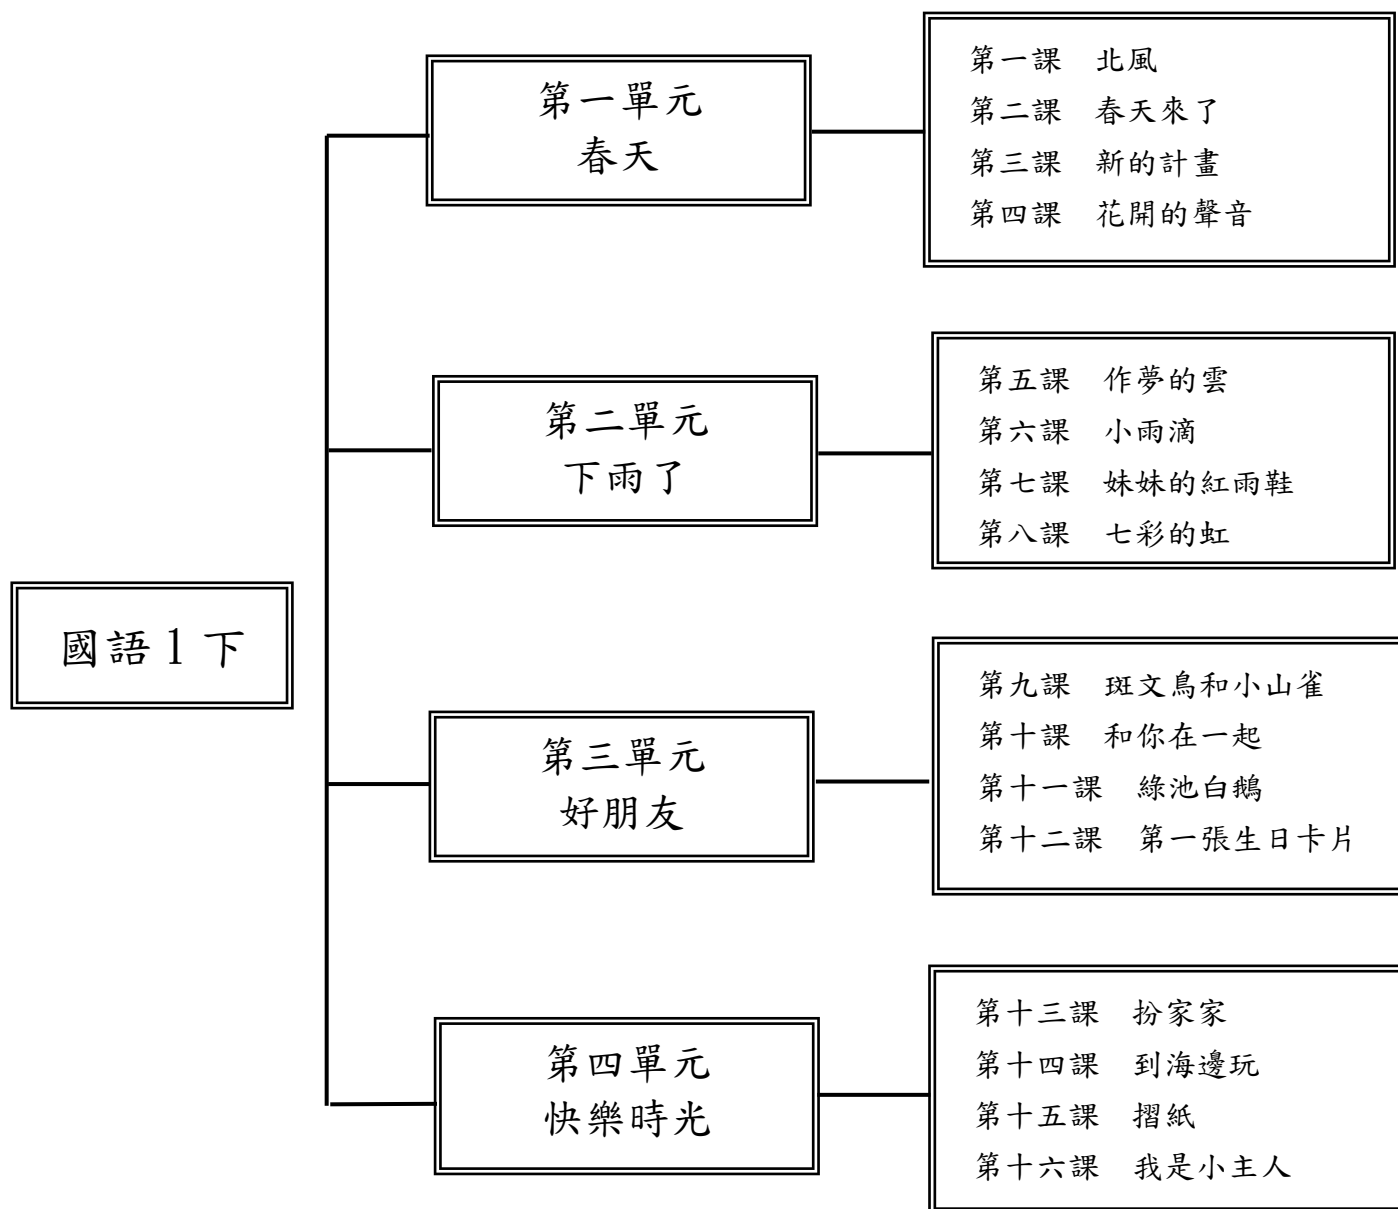 國語1下
第一單元
春天
第一課 北風
第二課 春天來了
第三課 新的計畫
第四課 花開的聲音
第二單元
下雨了
第五課 作夢的雲
第六課 小雨滴
第七課 妹妹的紅雨鞋
第八課 七彩的虹
第三單元
好朋友
第九課 斑文鳥和小山雀
第十課 和你在一起
第十一課 綠池白鵝
第十二課 第一張生日卡片
第四單元
快樂時光
第十三課 扮家家
第十四課 到海邊玩
第十五課 摺紙
第十六課 我是小主人